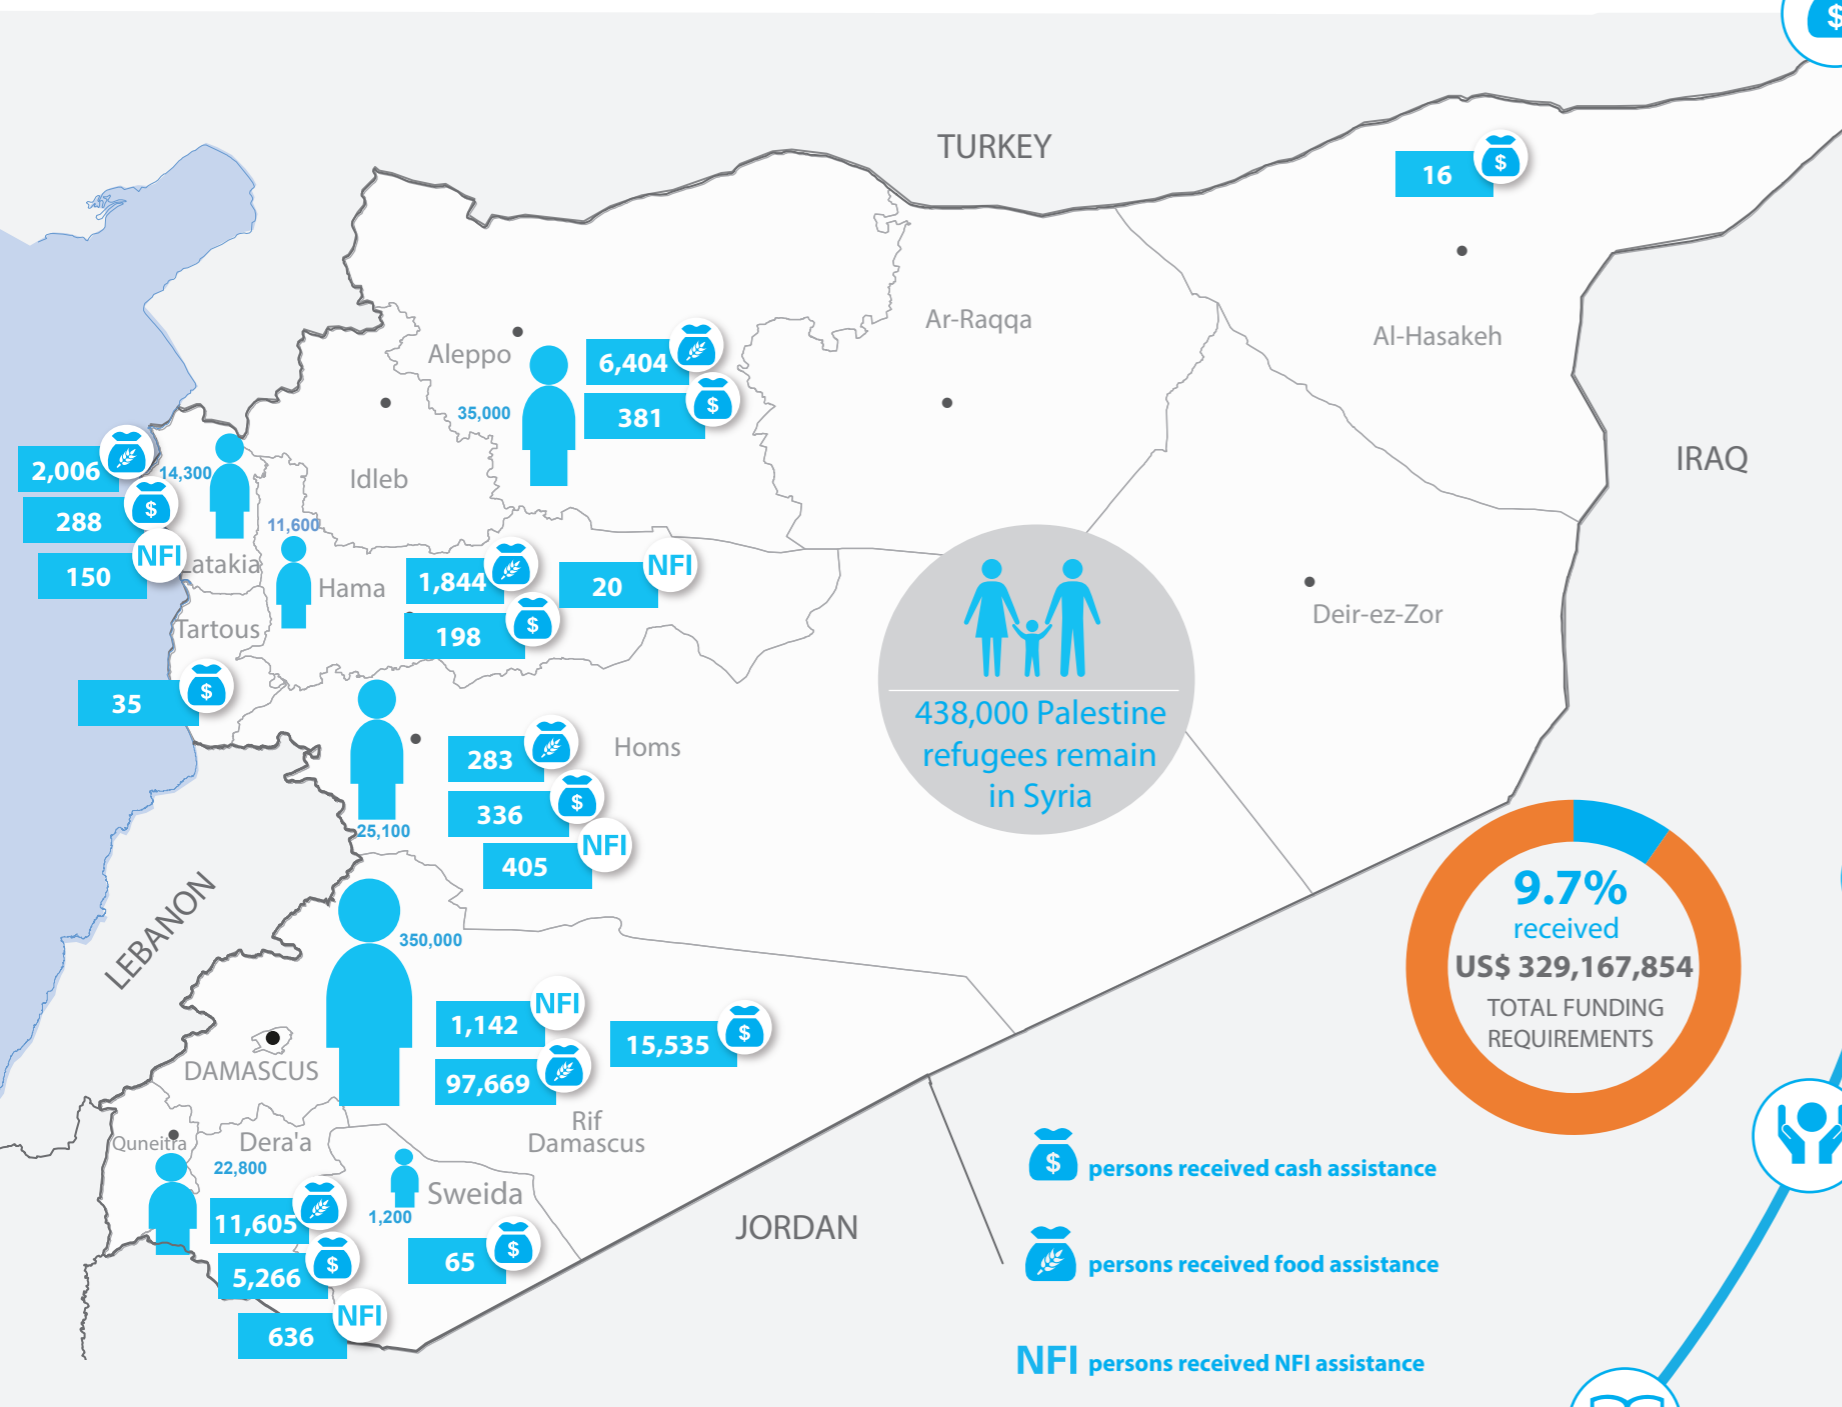 $
TURKEY
16
$
Ar-Raqqa
Al-Hasakeh
Aleppo
6,404
35,000
381
$
IRAQ
2,006
14,300
Idleb
288
$
11,600
150
NFI
Latakia
Hama
1,844
20
NFI
Tartous
198
$
Deir-ez-Zor
35
$
438,000 Palestine
refugees remain
in Syria
283
Homs
336
$
25,100
405
NFI
LEBANON
350,000
9.7%
received
US$ 329,167,854
TOTAL FUNDING
REQUIREMENTS
1,142
NFI
15,535
$
DAMASCUS
97,669
Rif
Damascus
Quneitra
Dera'a
22,800
11,605
Sweida
1,200
5,266
$
65
$
636
NFI
JORDAN
$
persons received cash assistance
persons received food assistance
NFI persons received NFI assistance